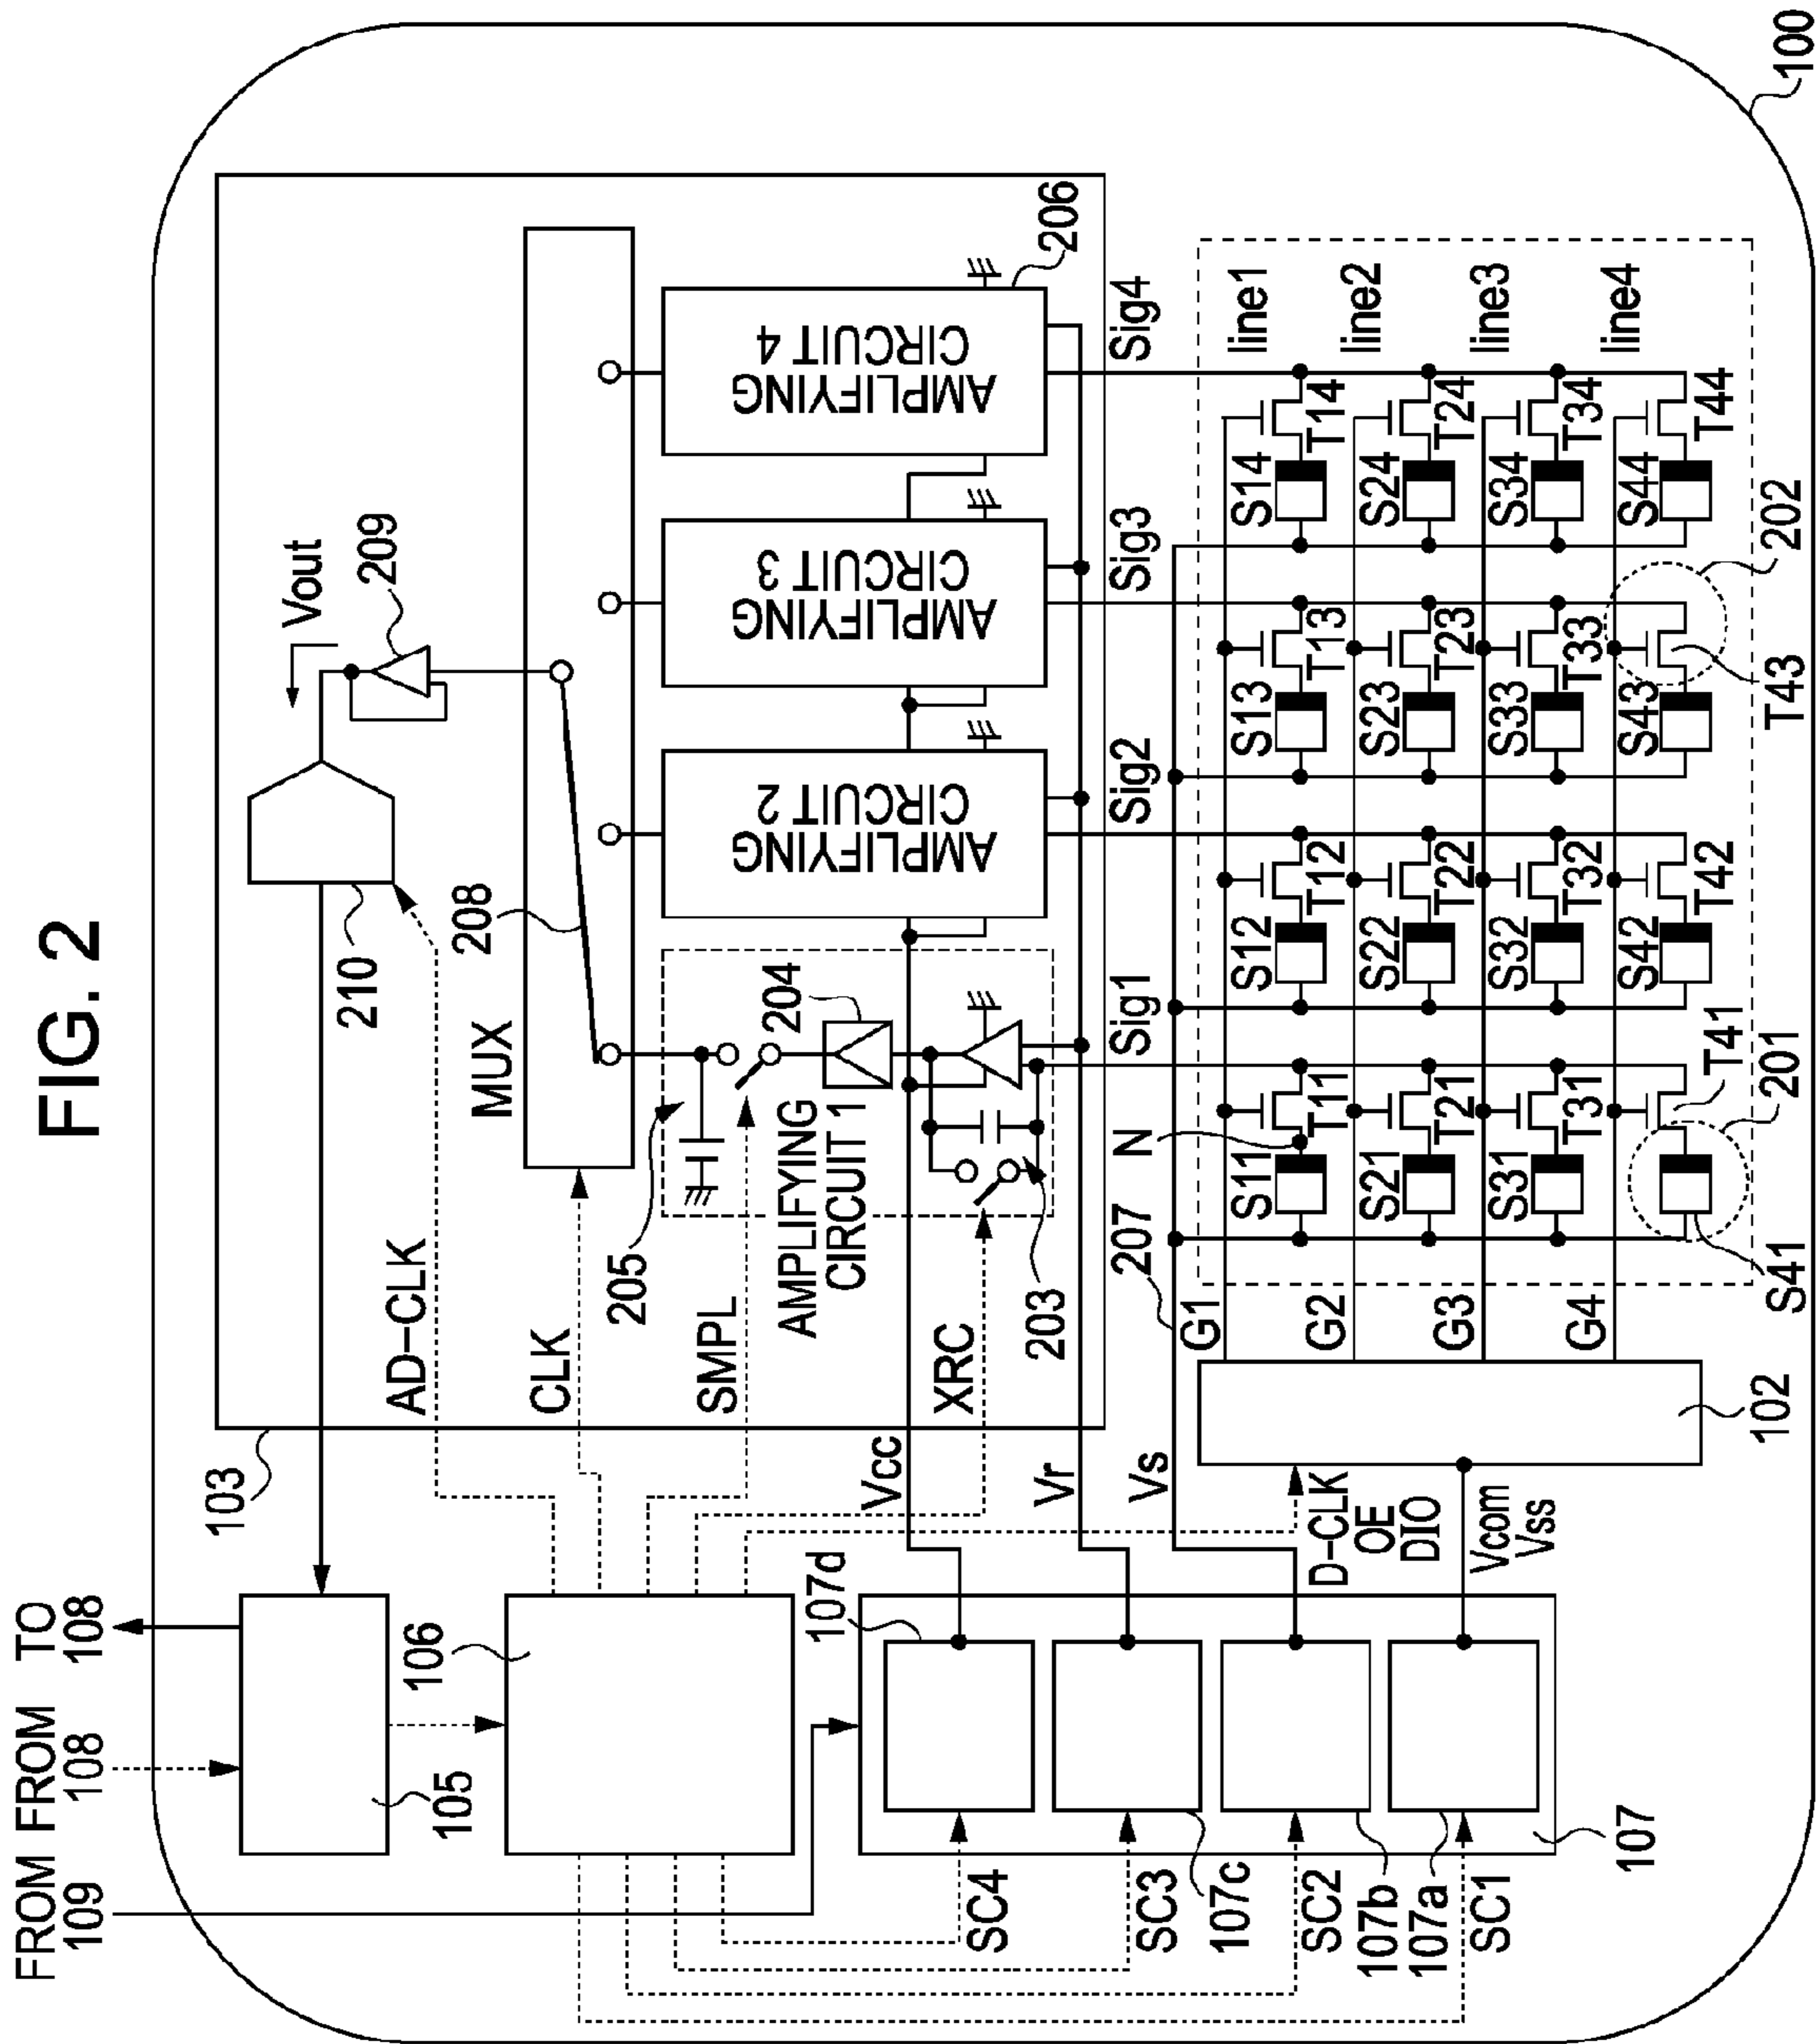 FIG. 2
FROM 109
FROM 108
TO 108
100
103
105
106
AD-CLK
CLK
SMPL
XRC
210
Vout
209
208
MUX
205
204
AMPLIFYING CIRCUIT 1
203
AMPLIFYING CIRCUIT 2
AMPLIFYING CIRCUIT 3
AMPLIFYING CIRCUIT 4
206
Vcc
Vr
Vs
107d
107c
107b
107a
107
SC4
SC3
SC2
SC1
D-CLK
OE
DIO
Vcom
Vss
102
207
N
Sig1
Sig2
Sig3
Sig4
G1
G2
G3
G4
S11
T11
S12
T12
S13
T13
S14
T14
line1
S21
T21
S22
T22
S23
T23
S24
T24
line2
S31
T31
S32
T32
S33
T33
S34
T34
line3
S41
T41
S42
T42
S43
T43
S44
T44
line4
201
202